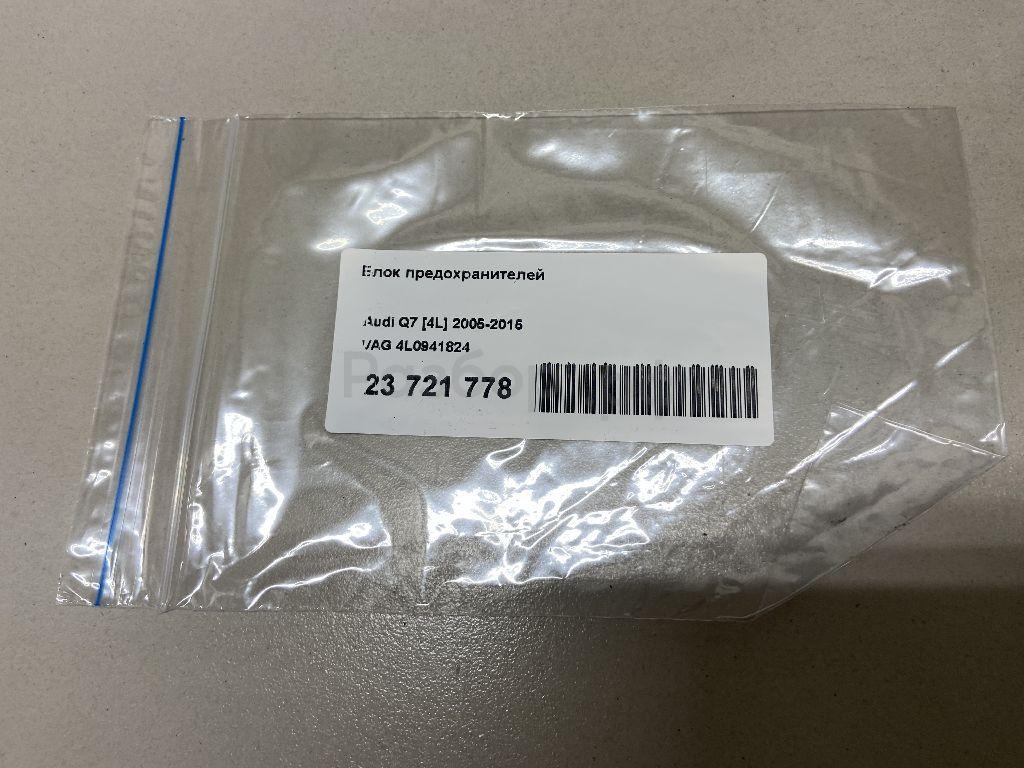 Блок предохранителей
Audi Q7 [4L] 2005-2015
VAG 4L0941824
23 721 778